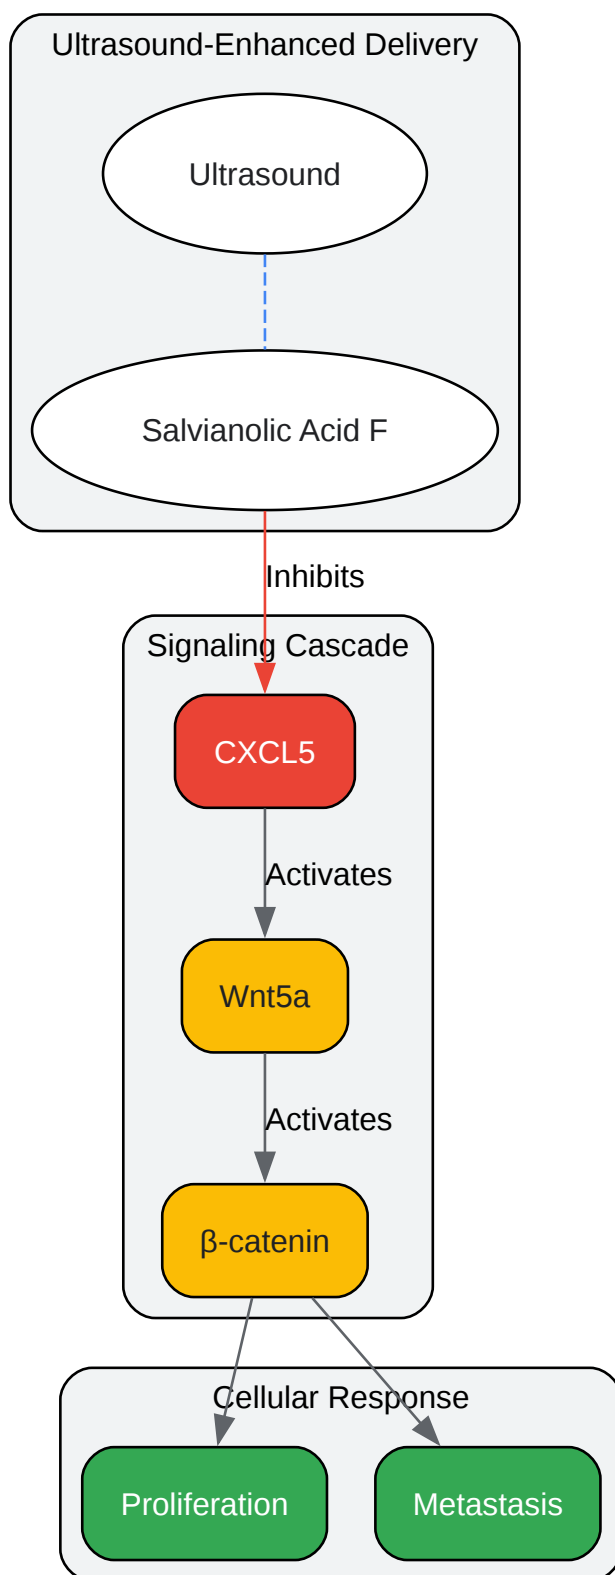 Ultrasound-Enhanced Delivery
Ultrasound
Salvianolic Acid F
Inhibits
Signaling Cascade
CXCL5
Activates
Wnt5a
Activates
β-catenin
Cellular Response
Proliferation
Metastasis